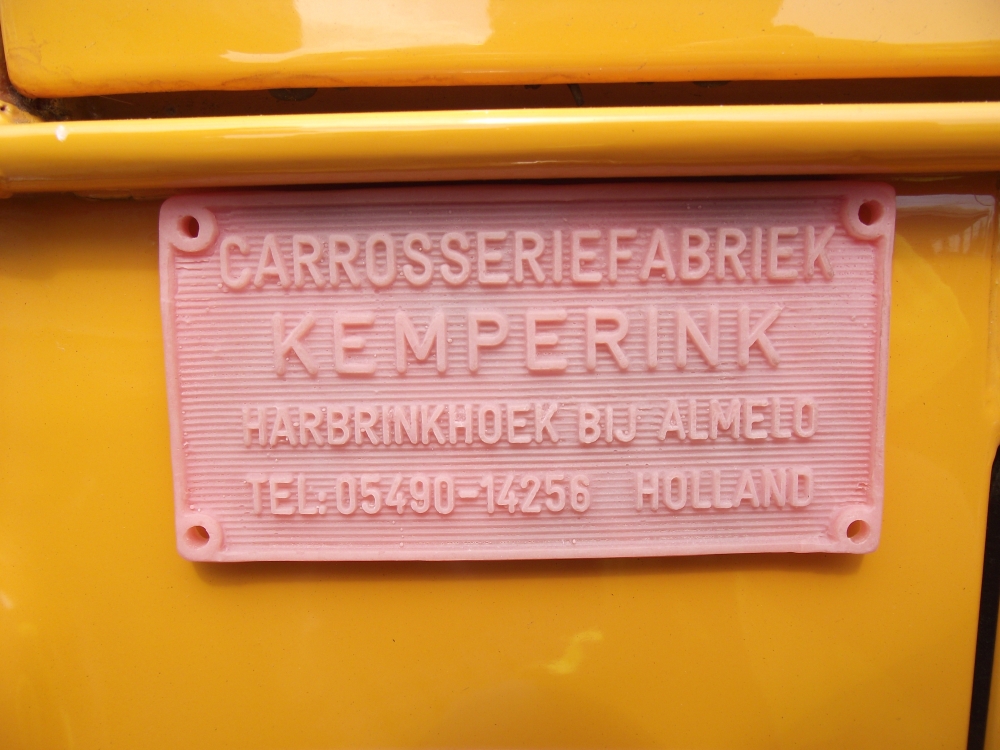 CARROSSERIEFABRIEK
KEMPERINK
HARBRINKHOEK BIJ ALMELO
TEL: 05490-14256 HOLLAND